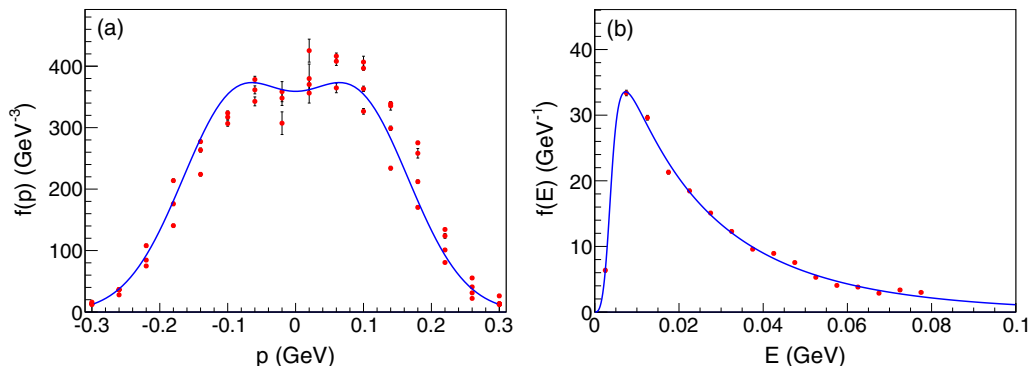 (a)
400
300
200
100
0
-0.3 -0.2 -0.1 0 0.1 0.2 0.3
p (GeV)
f(p) (GeV⁻³)
(b)
40
30
20
10
0
0 0.02 0.04 0.06 0.08 0.1
E (GeV)
f(E) (GeV⁻¹)